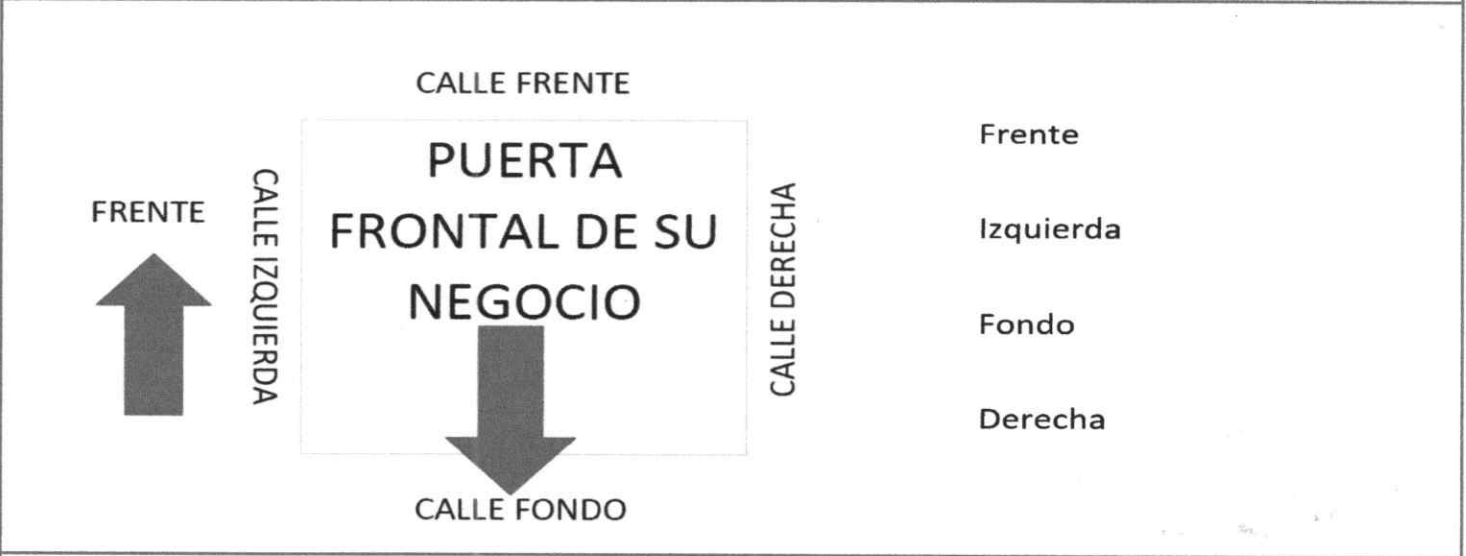 CALLE FRENTE
PUERTA
FRONTAL DE SU
NEGOCIO
FRENTE
CALLE IZQUIERDA
CALLE DERECHA
CALLE FONDO
Frente
Izquierda
Fondo
Derecha